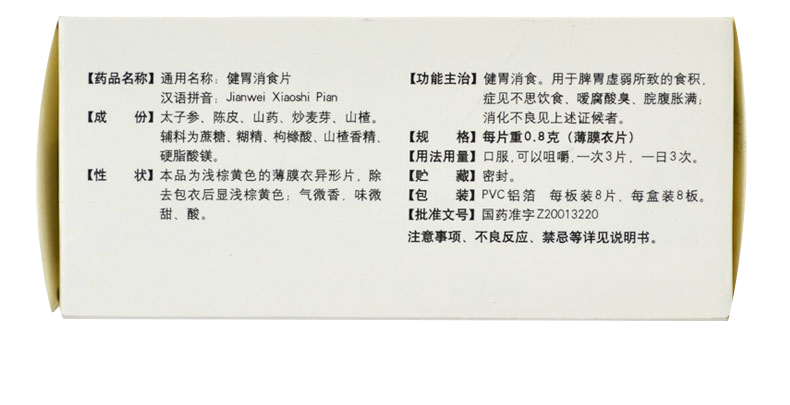 【药品名称】通用名称：健胃消食片
汉语拼音：Jianwei Xiaoshi Pian
【成 份】太子参、陈皮、山药、炒麦芽、山楂。
辅料为蔗糖、糊精、枸橼酸、山楂香精、
硬脂酸镁。
【性 状】本品为浅棕黄色的薄膜衣异形片，除
去包衣后显浅棕黄色；气微香，味微
甜、酸。
【功能主治】健胃消食。用于脾胃虚弱所致的食积，
症见不思饮食、嗳腐酸臭、脘腹胀满；
消化不良见上述证候者。
【规 格】每片重0.8克（薄膜衣片）
【用法用量】口服，可以咀嚼，一次3片，一日3次。
【贮 藏】密封。
【包 装】PVC铝箔 每板装8片，每盒装8板。
【批准文号】国药准字Z20013220
注意事项、不良反应、禁忌等详见说明书。